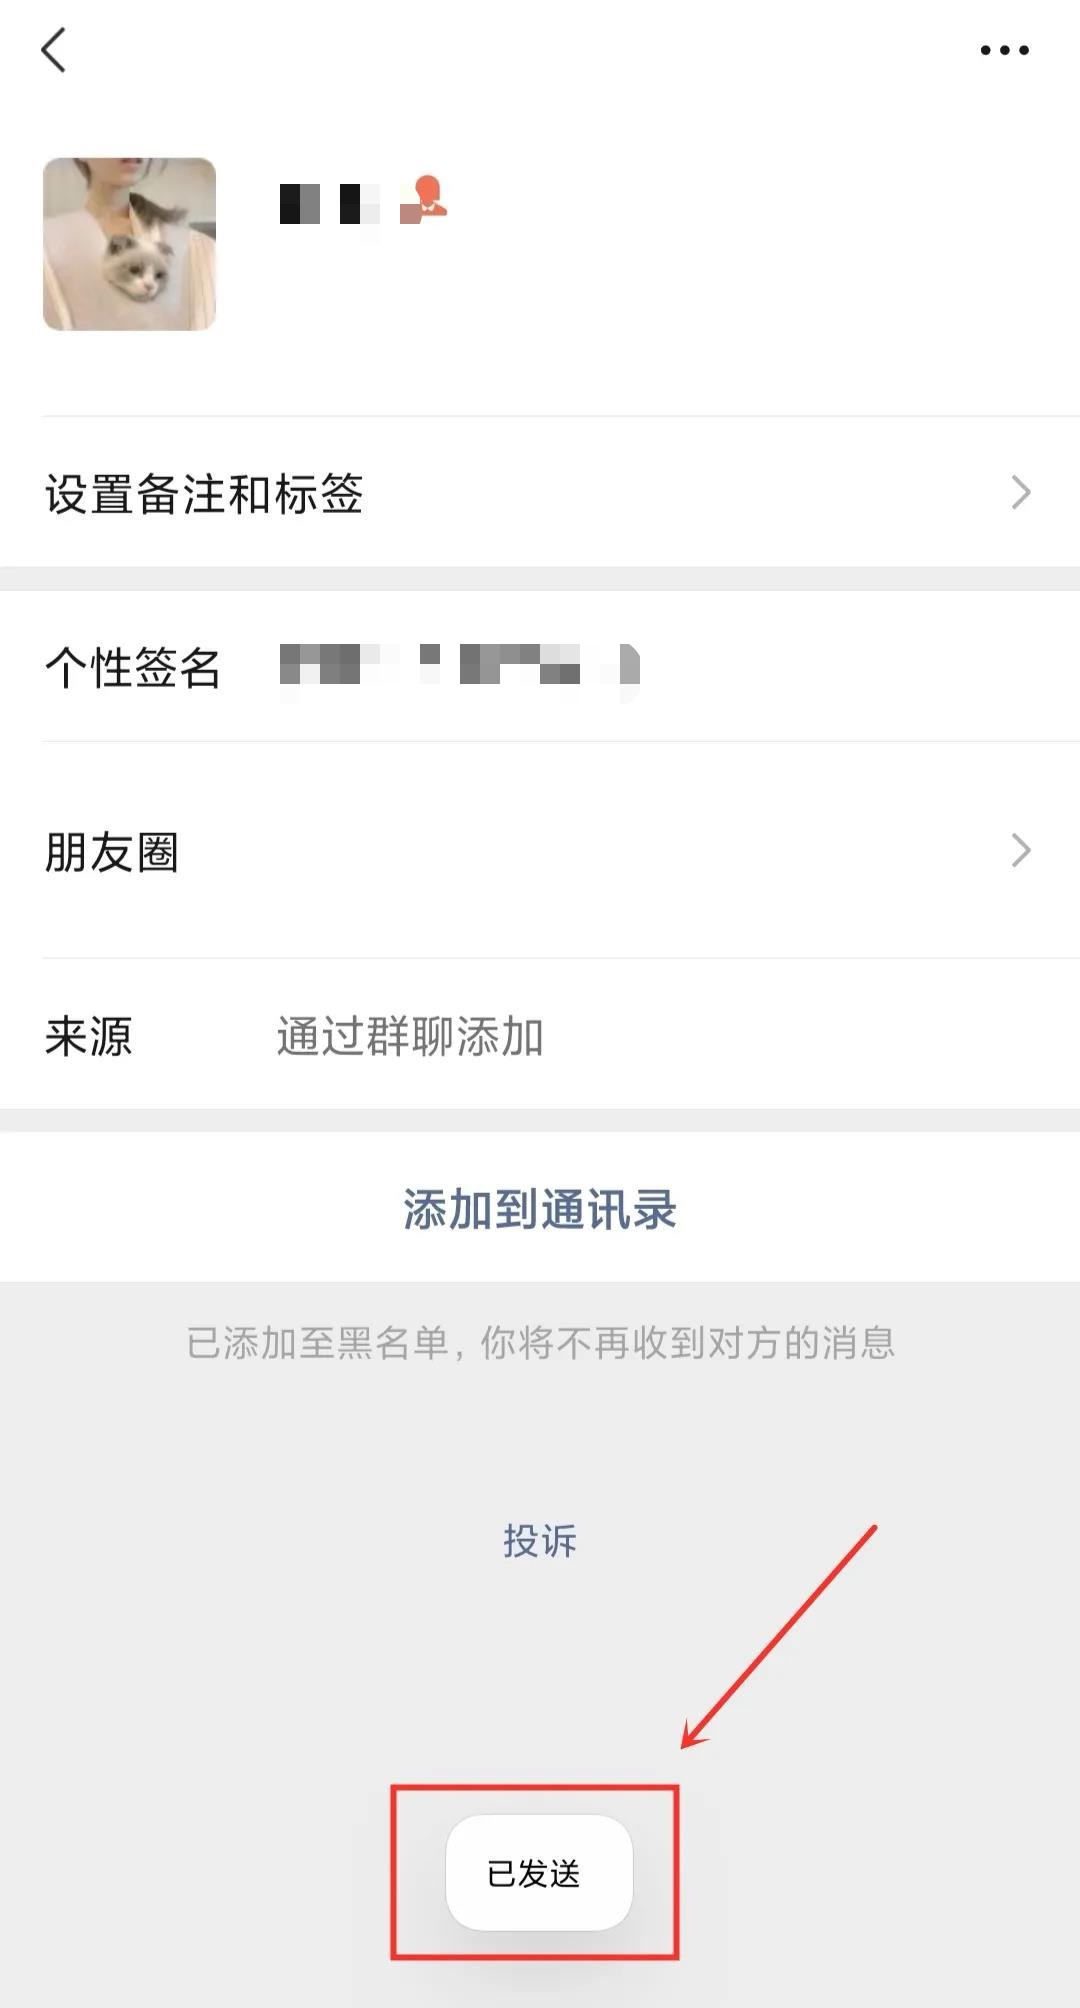 设置备注和标签
个性签名
朋友圈
来源 通过群聊添加
添加到通讯录
已添加至黑名单，你将不再收到对方的消息
投诉
已发送